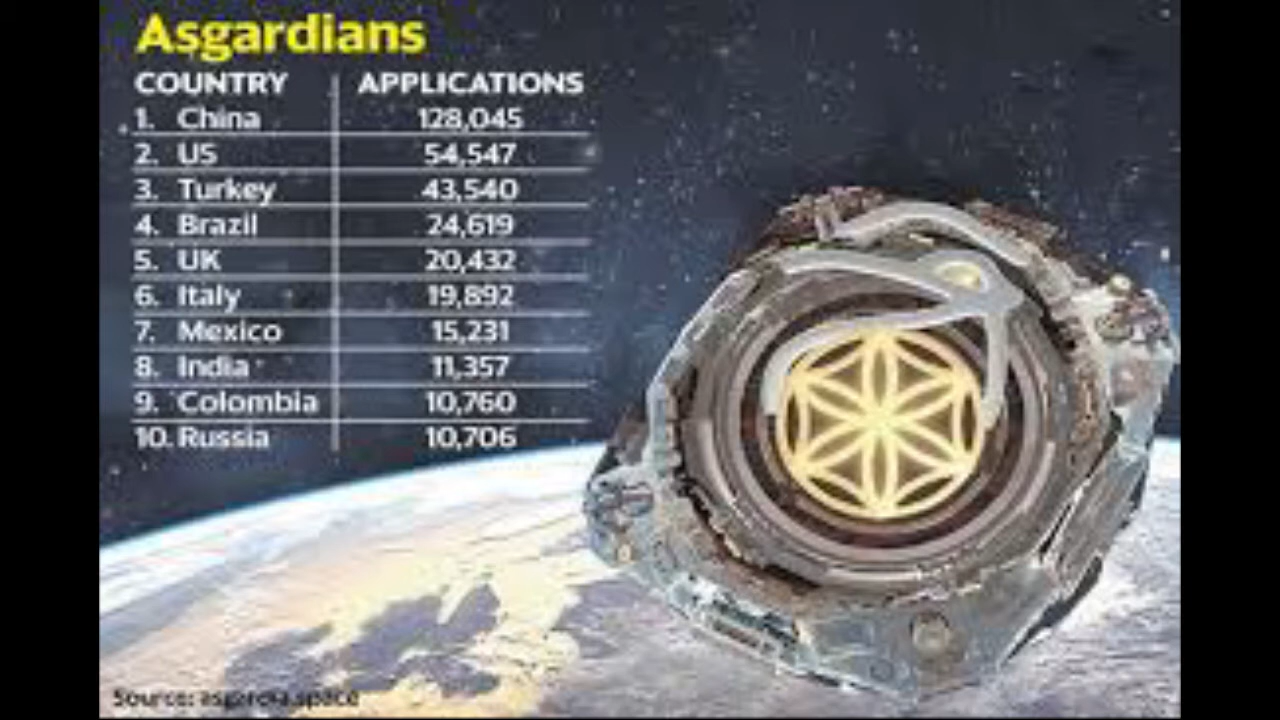 Asgardians
COUNTRY APPLICATIONS
1. China 128,045
2. US 54,547
3. Turkey 43,540
4. Brazil 24,619
5. UK 20,432
6. Italy 19,892
7. Mexico 15,231
8. India 11,357
9. Colombia 10,760
10. Russia 10,706
Source: asgardia.space